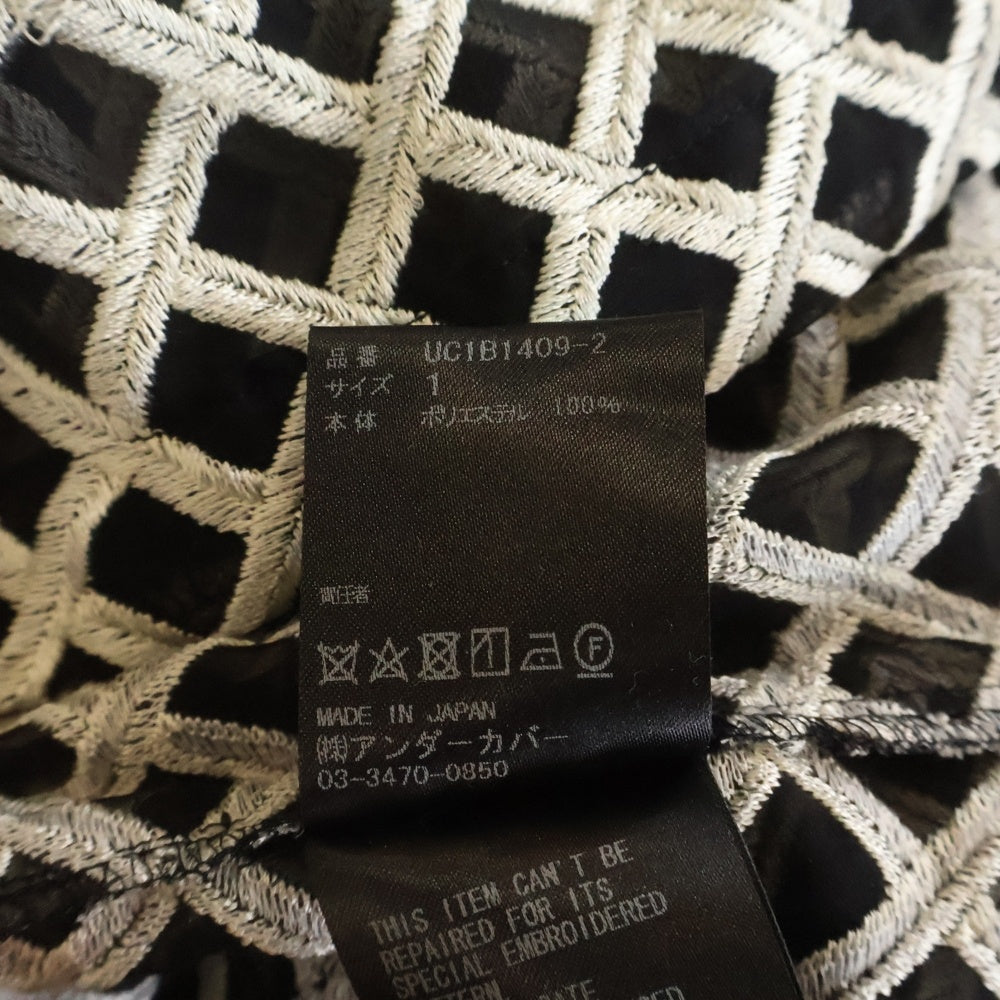 品番 UC1B1409-2
サイズ 1
本体 ポリエステル 100%
責任者
F
MADE IN JAPAN
㈱アンダーカバー
03-3470-0850
THIS ITEM CAN'T BE
REPAIRED FOR ITS
SPECIAL EMBROIDERED